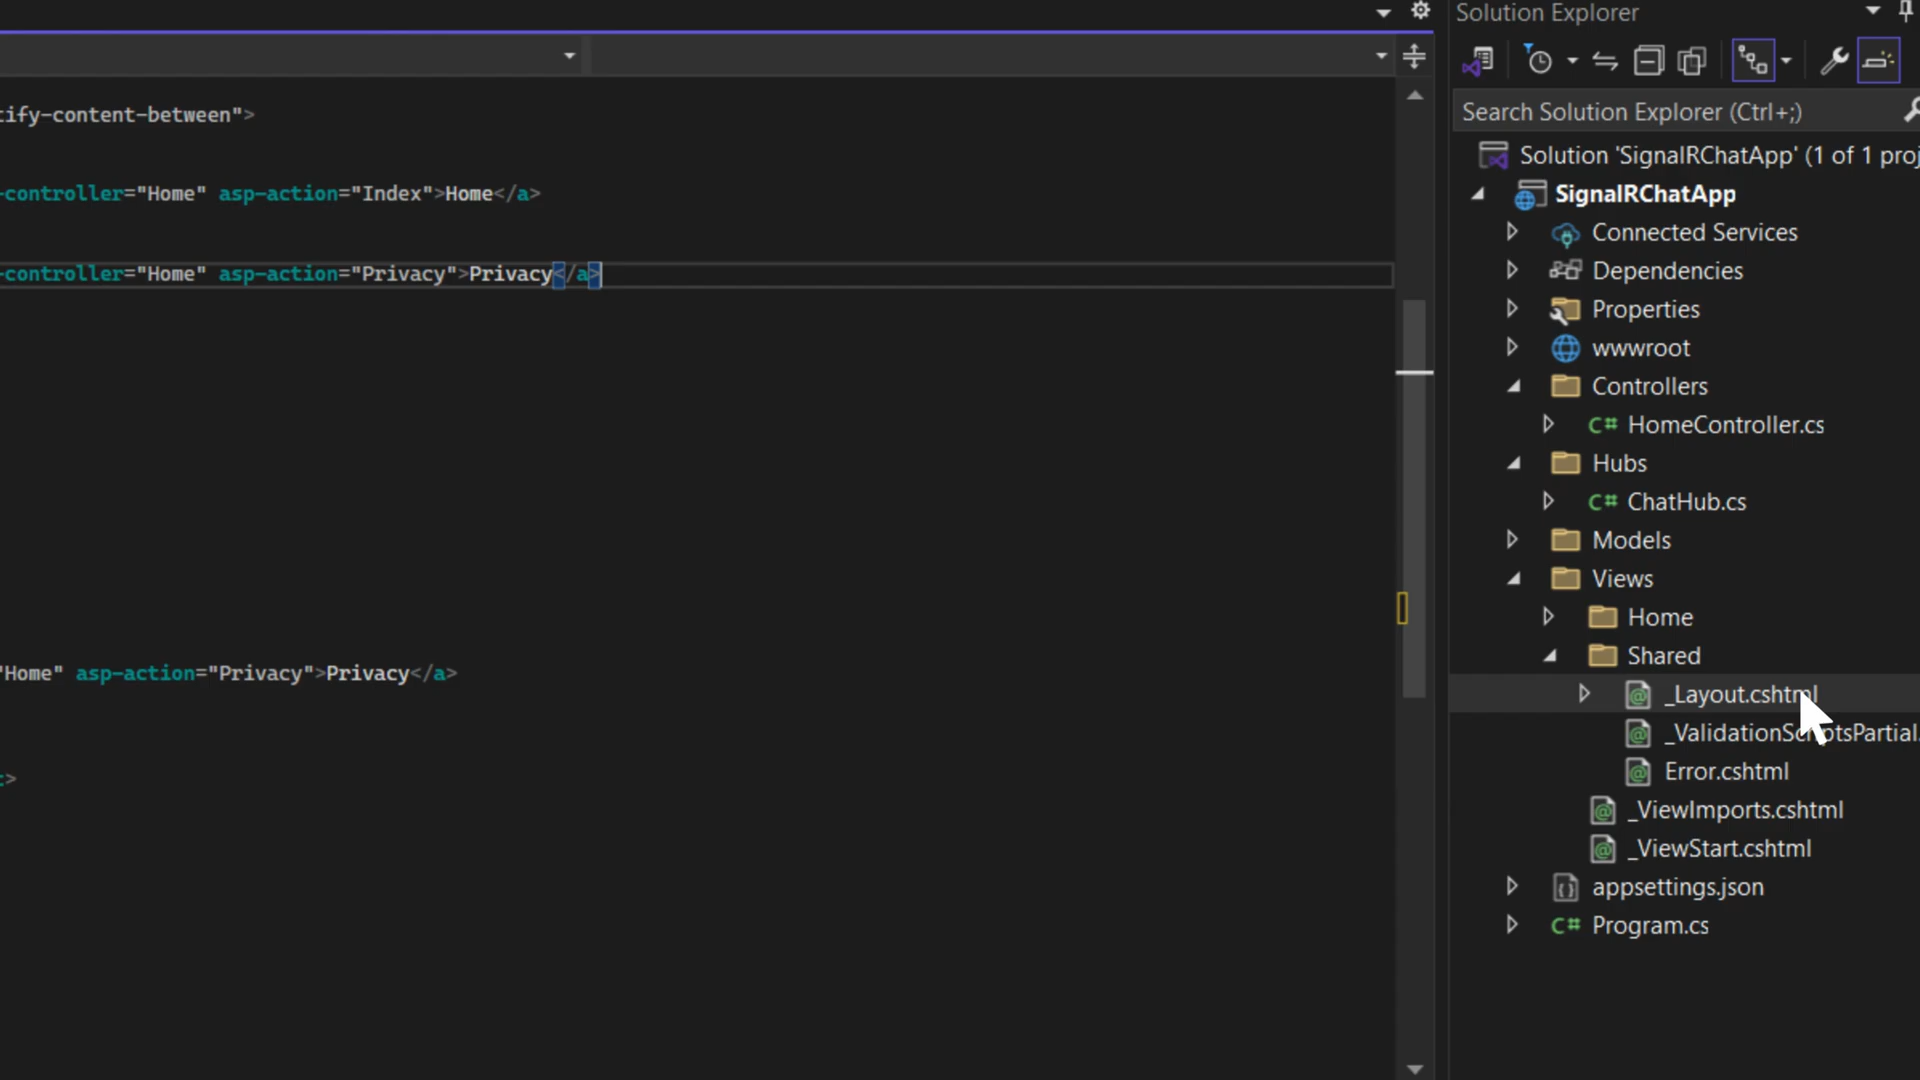 Solution Explorer
Search Solution Explorer (Ctrl+;)
tify-content-between">
Solution 'SignalRChatApp' (1 of 1 proj
-controller="Home" asp-action="Index">Home</a>
SignalRChatApp
Connected Services
-controller="Home" asp-action="Privacy">Privacy</a>
Dependencies
Properties
wwwroot
Controllers
C# HomeController.cs
Hubs
C# ChatHub.cs
Models
Views
Home
Shared
"Home" asp-action="Privacy">Privacy</a>
_Layout.cshtml
_ValidationScriptsPartial.
Error.cshtml
t>
_ViewImports.cshtml
_ViewStart.cshtml
appsettings.json
C# Program.cs